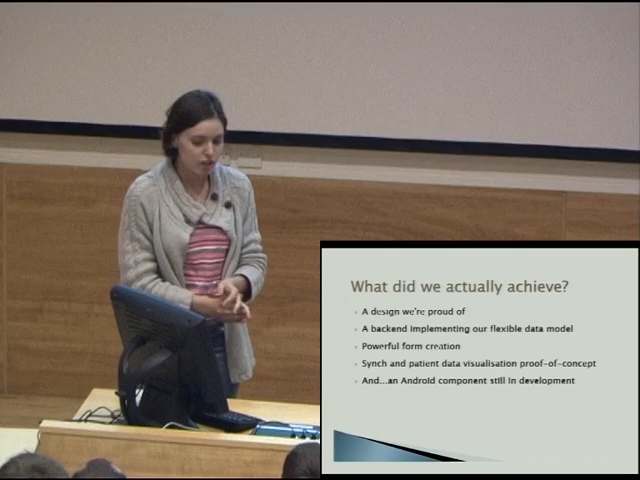 What did we actually achieve?
A design we're proud of
A backend implementing our flexible data model
Powerful form creation
Synch and patient data visualisation proof-of-concept
And...an Android component still in development